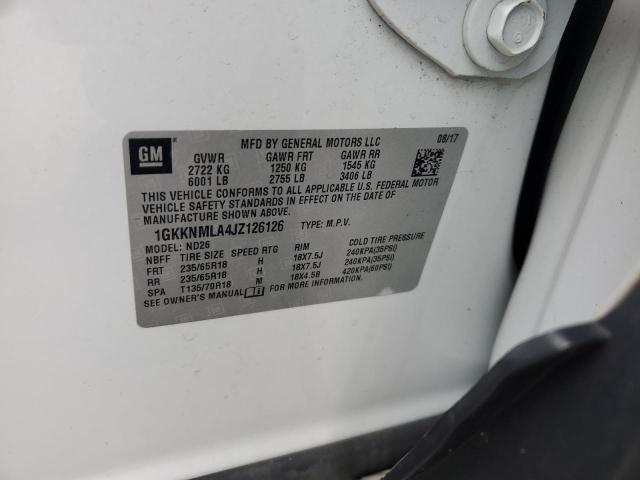 GM
MFD BY GENERAL MOTORS LLC 08/17
GVWR GAWR FRT GAWR RR
2722 KG 1250 KG 1545 KG
6001 LB 2755 LB 3406 LB
THIS VEHICLE CONFORMS TO ALL APPLICABLE U.S. FEDERAL MOTOR
VEHICLE SAFETY STANDARDS IN EFFECT ON THE DATE OF
MANUFACTURE SHOWN ABOVE.
1GKKNMLA4JZ126126 TYPE: M.P.V.
MODEL: ND26
NBFF TIRE SIZE SPEED RTG RIM COLD TIRE PRESSURE
FRT 235/65R18 H 18X7.5J 240KPA(35PSI)
RR 235/65R18 H 18X7.5J 240KPA(35PSI)
SPA T135/70R18 M 18X4.5B 420KPA(60PSI)
SEE OWNER'S MANUAL FOR MORE INFORMATION.